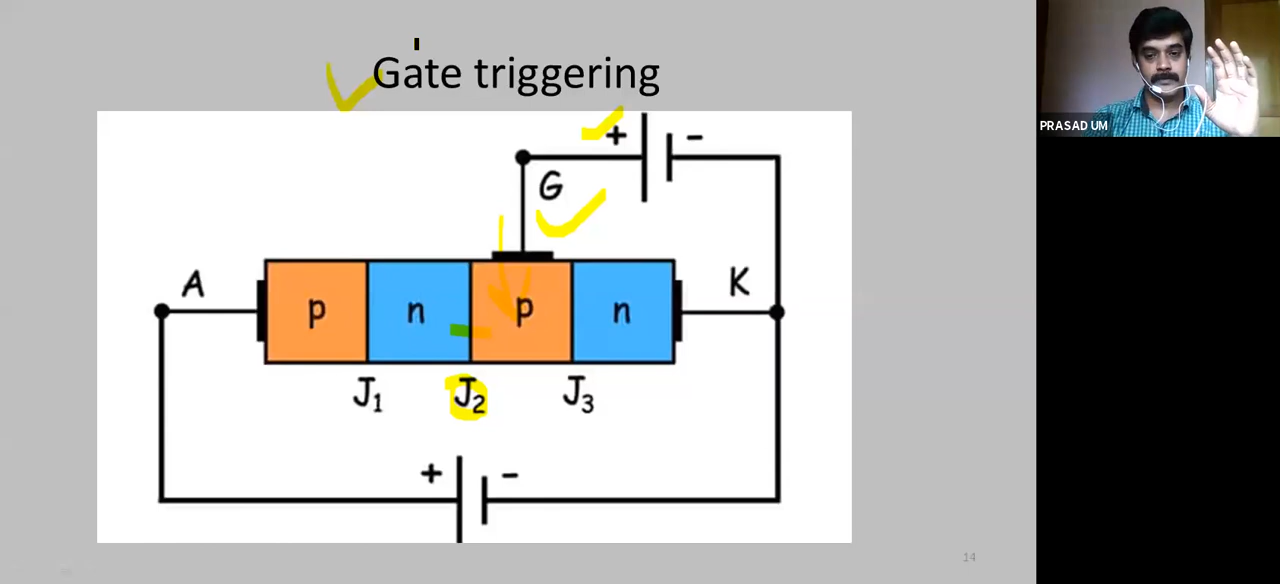 Gate triggering
+ -
G
A
K
p n p n
J1 J2 J3
+ -
14
PRASAD UM